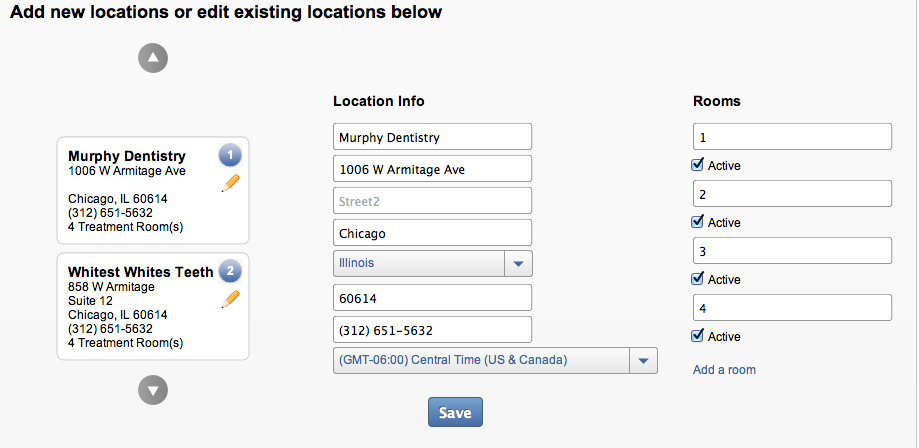 Add new locations or edit existing locations below
Murphy Dentistry 1
1006 W Armitage Ave
Chicago, IL 60614
(312) 651-5632
4 Treatment Room(s)
Whitest Whites Teeth 2
858 W Armitage
Suite 12
Chicago, IL 60614
(312) 651-5632
4 Treatment Room(s)
Location Info
Murphy Dentistry
1006 W Armitage Ave
Street2
Chicago
Illinois
60614
(312) 651-5632
(GMT-06:00) Central Time (US & Canada)
Save
Rooms
1
Active
2
Active
3
Active
4
Active
Add a room